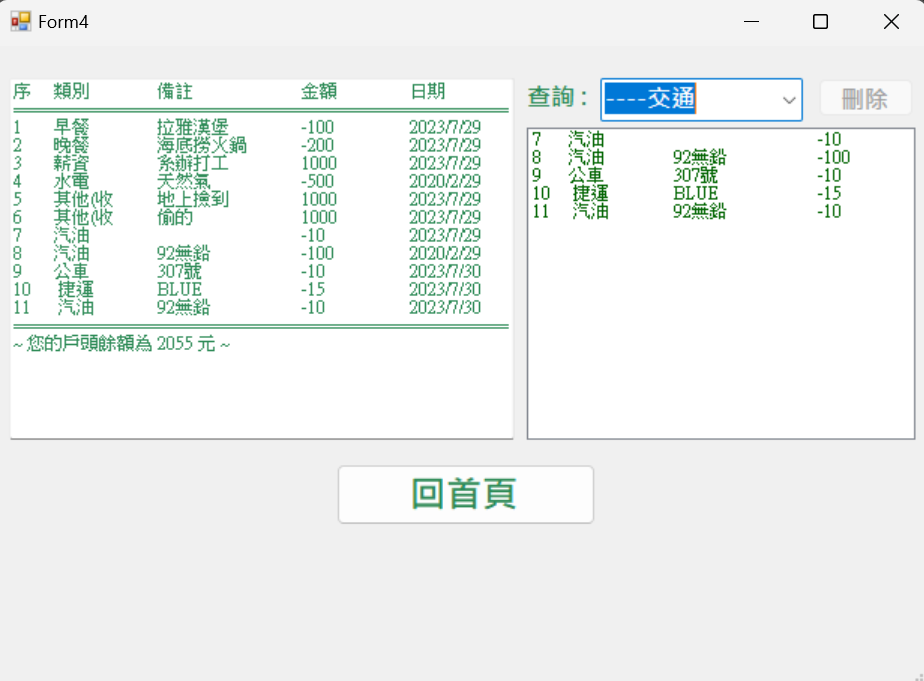 Form4
序 類別 備註 金額 日期
1 早餐 拉雅漢堡 -100 2023/7/29
2 晚餐 海底撈火鍋 -200 2023/7/29
3 薪資 系辦打工 1000 2023/7/29
4 水電 天然氣 -500 2020/2/29
5 其他(收 地上撿到 1000 2023/7/29
6 其他(收 偷的 1000 2023/7/29
7 汽油 -10 2023/7/29
8 汽油 92無鉛 -100 2020/2/29
9 公車 307號 -10 2023/7/30
10 捷運 BLUE -15 2023/7/30
11 汽油 92無鉛 -10 2023/7/30
~ 您的戶頭餘額為 2055 元 ~
查詢： ----交通 刪除
7 汽油 -10
8 汽油 92無鉛 -100
9 公車 307號 -10
10 捷運 BLUE -15
11 汽油 92無鉛 -10
回首頁